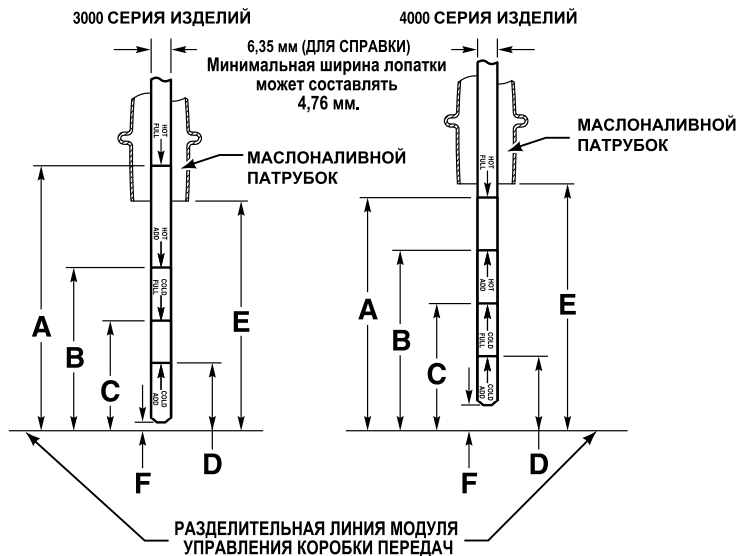 3000 СЕРИЯ ИЗДЕЛИЙ
4000 СЕРИЯ ИЗДЕЛИЙ
6,35 мм (ДЛЯ СПРАВКИ)
Минимальная ширина лопатки
может составлять
4,76 мм.
МАСЛОНАЛИВНОЙ
ПАТРУБОК
МАСЛОНАЛИВНОЙ
ПАТРУБОК
HOT
FULL
HOT
ADD
COLD
FULL
COLD
ADD
A
B
C
D
E
F
HOT
FULL
HOT
ADD
COLD
FULL
COLD
ADD
A
B
C
D
E
F
РАЗДЕЛИТЕЛЬНАЯ ЛИНИЯ МОДУЛЯ
УПРАВЛЕНИЯ КОРОБКИ ПЕРЕДАЧ